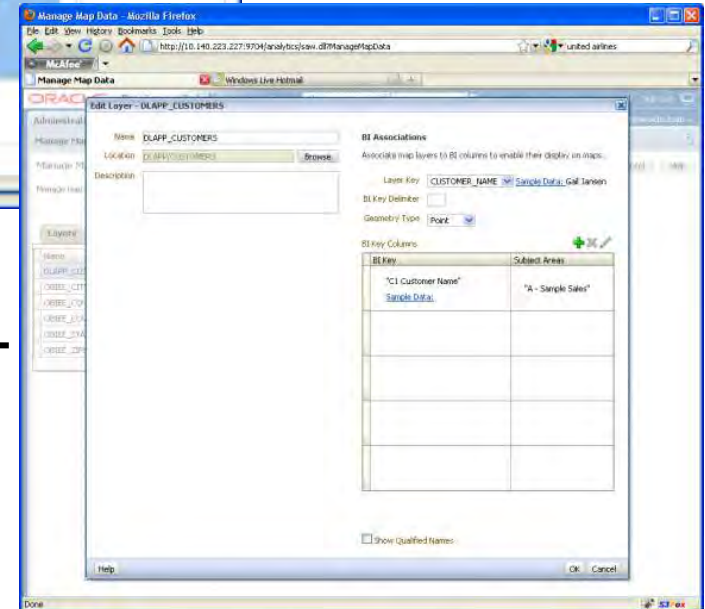 Manage Map Data - Mozilla Firefox
File Edit View History Bookmarks Tools Help
http://10.140.223.227:9704/analytics/saw.dll?ManageMapData
united airlines
McAfee
Manage Map Data
Windows Live Hotmail
Edit Layer - DLAPP_CUSTOMERS
Name DLAPP_CUSTOMERS
Location Browse
Description
BI Associations
Associate map layers to BI columns to enable their display on maps.
Layer Key CUSTOMER_NAME Sample Data: Gail Jansen
BI Key Delimiter
Geometry Type Point
BI Key Columns
BI Key Subject Areas
"C1 Customer Name" "A - Sample Sales"
Sample Data:
Show Qualified Names
Help OK Cancel
Layers
Name
Done